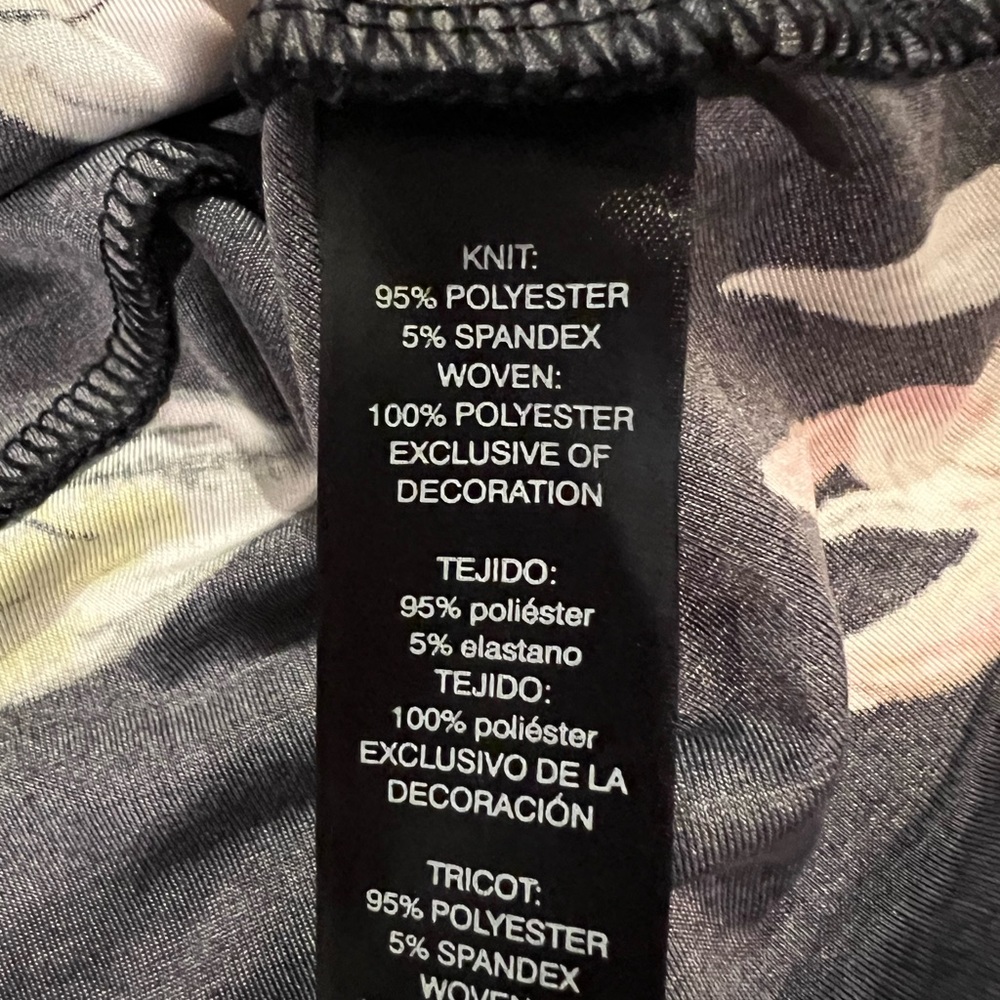 KNIT:
95% POLYESTER
5% SPANDEX
WOVEN:
100% POLYESTER
EXCLUSIVE OF
DECORATION
TEJIDO:
95% poliéster
5% elastano
TEJIDO:
100% poliéster
EXCLUSIVO DE LA
DECORACIÓN
TRICOT:
95% POLYESTER
5% SPANDEX
WOVEN